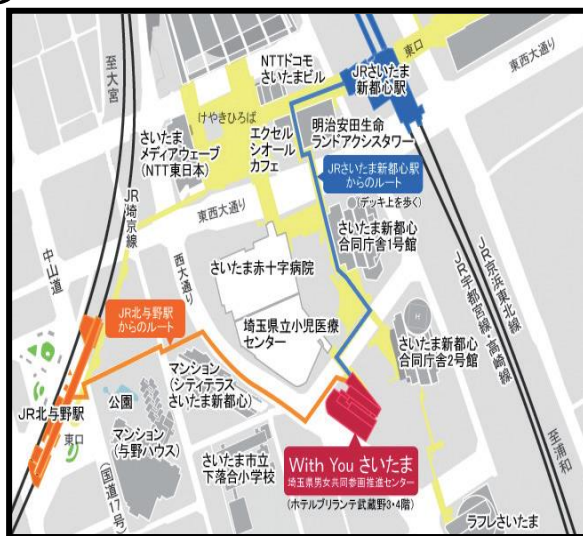 至大宮
NTTドコモ
さいたまビル
JRさいたま
新都心駅
東口
東西大通り
けやきひろば
さいたま
メディアウェーブ
(NTT東日本)
エクセル
シオール
カフェ
明治安田生命
ランドアクシスタワー
JR埼京線
JRさいたま新都心駅
からのルート
(デッキ上を歩く)
東西大通り
中山道
西大通り
さいたま赤十字病院
さいたま新都心
合同庁舎1号館
JR京浜東北線
JR宇都宮線・高崎線
JR北与野駅
からのルート
埼玉県立小児医療
センター
H
さいたま新都心
合同庁舎2号館
マンション
(シティテラス
さいたま新都心)
公園
JR北与野駅
東口
マンション
(与野ハウス)
(国道17号)
さいたま市立
下落合小学校
With You さいたま
埼玉県男女共同参画推進センター
(ホテルブリランテ武蔵野3・4階)
至浦和
ラフレさいたま